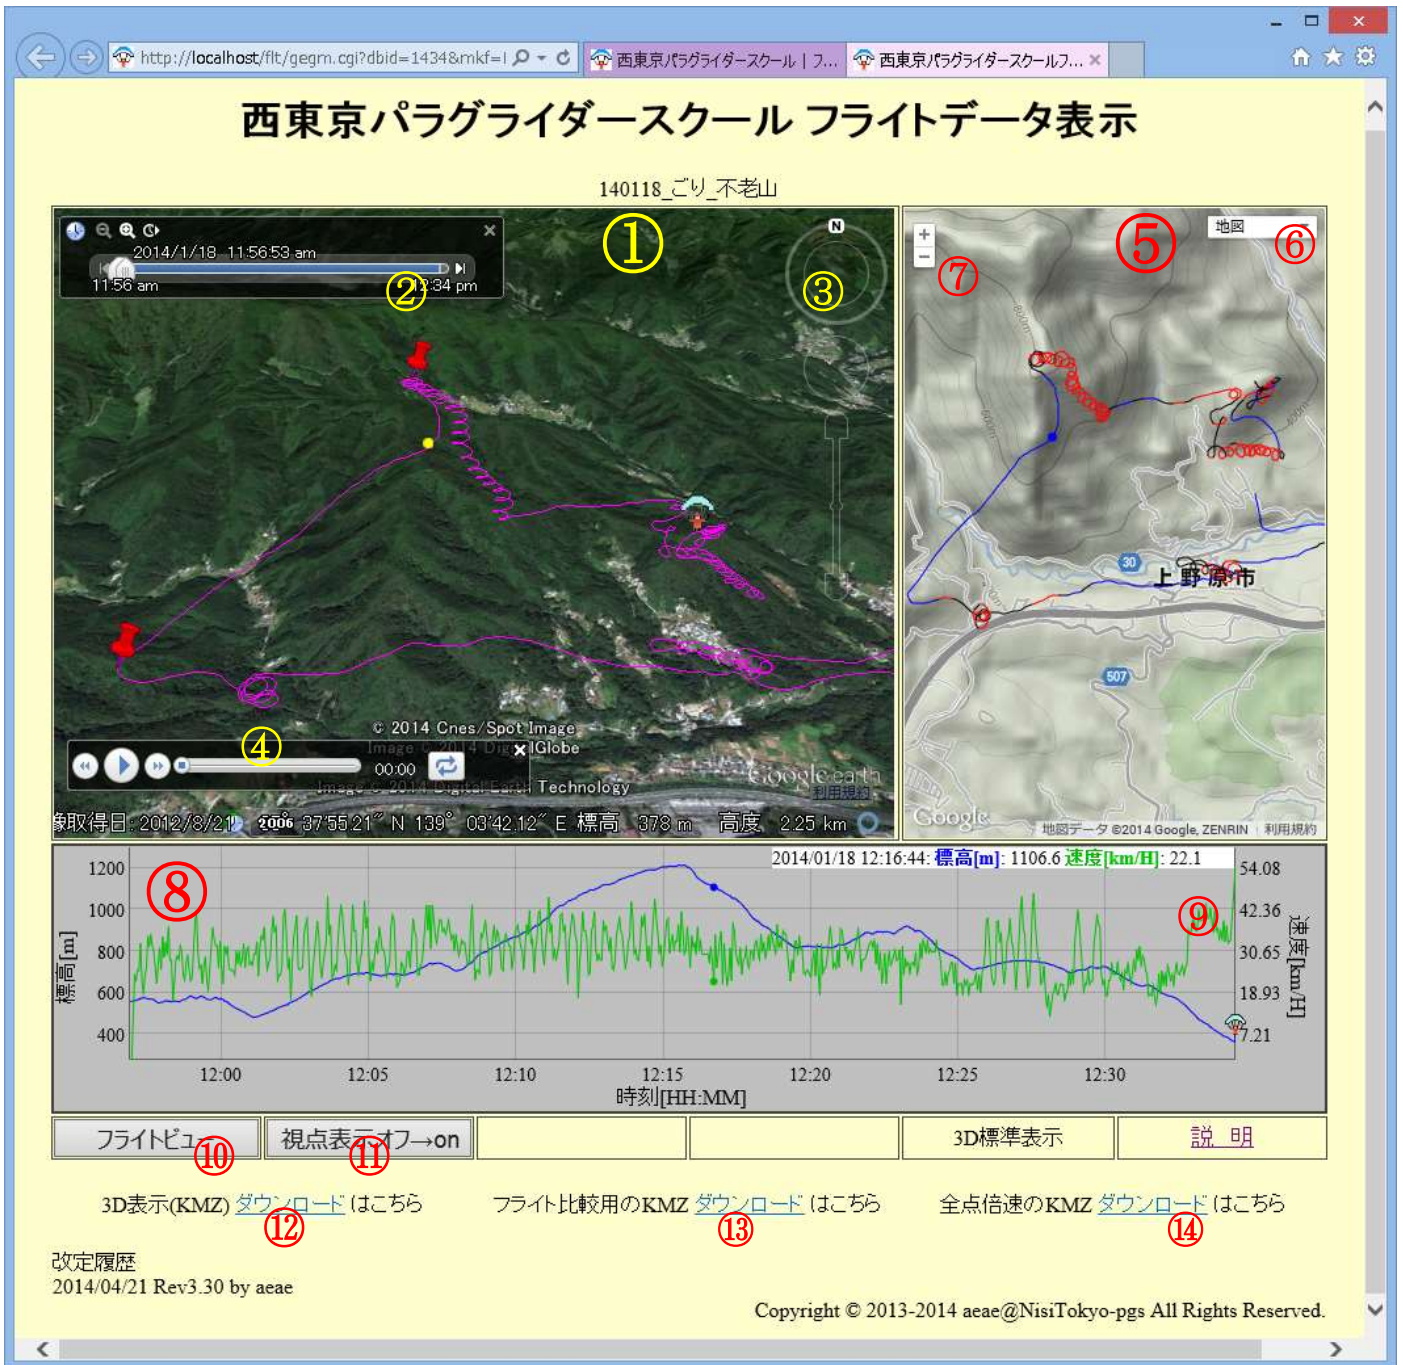 http://localhost/flt/gegm.cgi?dbid=1434&mkf=
西東京パラグライダースクール | フ...
西東京パラグライダースクールフ...
西東京パラグライダースクール フライトデータ表示
140118_ごり_不老山
2014/1/18 11:56:53 am
11:56 am
12:34 pm
①
②
③
N
④
00:00
© 2014 Cnes/Spot Image
Image © 2014 DigitalGlobe
Image © 2014 Digital Earth Technology
Google earth
利用規約
像取得日: 2012/8/21
2006
37'55.21" N 139° 03'42.12" E 標高 378 m 高度 2.25 km
⑤
地図
⑥
+
−
⑦
800m
600m
400m
30
上野原市
507
Google
地図データ ©2014 Google, ZENRIN
利用規約
⑧
2014/01/18 12:16:44: 標高[m]: 1106.6 速度[km/H]: 22.1
⑨
標高[m]
1200
1000
800
600
400
54.08
42.36
30.65
18.93
7.21
速度[km/H]
12:00 12:05 12:10 12:15 12:20 12:25 12:30
時刻[HH:MM]
フライトビュー
⑩
視点表示オフ→on
⑪
3D標準表示
説 明
3D表示(KMZ) ダウンロード はこちら
⑫
フライト比較用のKMZ ダウンロード はこちら
⑬
全点倍速のKMZ ダウンロード はこちら
⑭
改定履歴
2014/04/21 Rev3.30 by aeae
Copyright © 2013-2014 aeae@NisiTokyo-pgs All Rights Reserved.